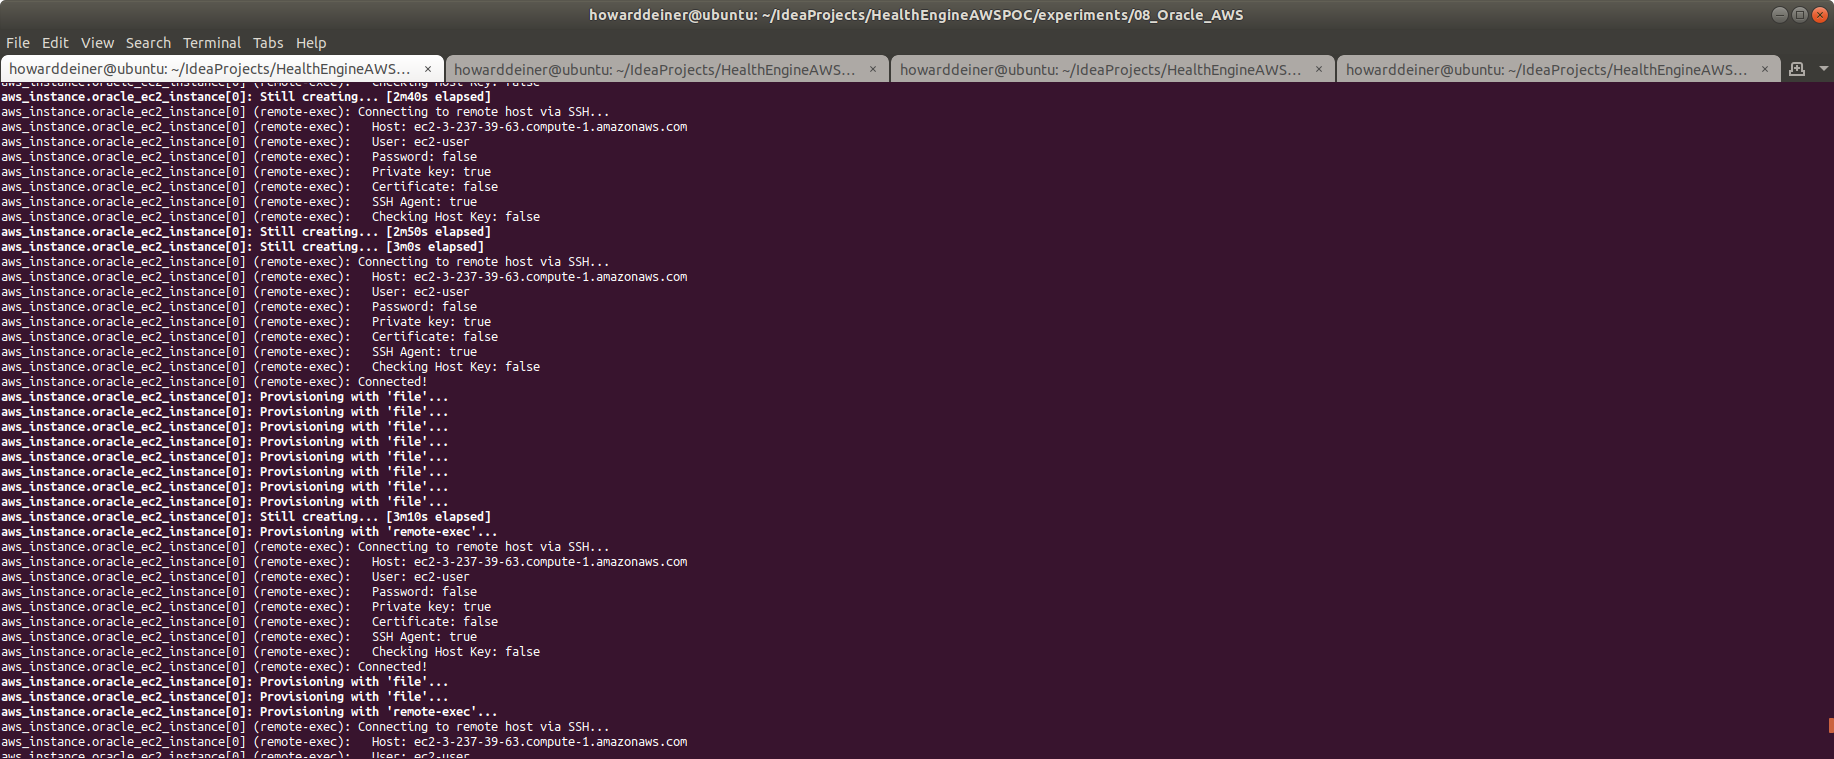 howarddeiner@ubuntu: ~/IdeaProjects/HealthEngineAWSPOC/experiments/08_Oracle_AWS
File Edit View Search Terminal Tabs Help
howarddeiner@ubuntu: ~/IdeaProjects/HealthEngineAWS... × howarddeiner@ubuntu: ~/IdeaProjects/HealthEngineAWS... × howarddeiner@ubuntu: ~/IdeaProjects/HealthEngineAWS... × howarddeiner@ubuntu: ~/IdeaProjects/HealthEngineAWS... ×
aws_instance.oracle_ec2_instance[0] (remote-exec):   Checking Host Key: false
aws_instance.oracle_ec2_instance[0]: Still creating... [2m40s elapsed]
aws_instance.oracle_ec2_instance[0] (remote-exec): Connecting to remote host via SSH...
aws_instance.oracle_ec2_instance[0] (remote-exec):   Host: ec2-3-237-39-63.compute-1.amazonaws.com
aws_instance.oracle_ec2_instance[0] (remote-exec):   User: ec2-user
aws_instance.oracle_ec2_instance[0] (remote-exec):   Password: false
aws_instance.oracle_ec2_instance[0] (remote-exec):   Private key: true
aws_instance.oracle_ec2_instance[0] (remote-exec):   Certificate: false
aws_instance.oracle_ec2_instance[0] (remote-exec):   SSH Agent: true
aws_instance.oracle_ec2_instance[0] (remote-exec):   Checking Host Key: false
aws_instance.oracle_ec2_instance[0]: Still creating... [2m50s elapsed]
aws_instance.oracle_ec2_instance[0]: Still creating... [3m0s elapsed]
aws_instance.oracle_ec2_instance[0] (remote-exec): Connecting to remote host via SSH...
aws_instance.oracle_ec2_instance[0] (remote-exec):   Host: ec2-3-237-39-63.compute-1.amazonaws.com
aws_instance.oracle_ec2_instance[0] (remote-exec):   User: ec2-user
aws_instance.oracle_ec2_instance[0] (remote-exec):   Password: false
aws_instance.oracle_ec2_instance[0] (remote-exec):   Private key: true
aws_instance.oracle_ec2_instance[0] (remote-exec):   Certificate: false
aws_instance.oracle_ec2_instance[0] (remote-exec):   SSH Agent: true
aws_instance.oracle_ec2_instance[0] (remote-exec):   Checking Host Key: false
aws_instance.oracle_ec2_instance[0] (remote-exec): Connected!
aws_instance.oracle_ec2_instance[0]: Provisioning with 'file'...
aws_instance.oracle_ec2_instance[0]: Provisioning with 'file'...
aws_instance.oracle_ec2_instance[0]: Provisioning with 'file'...
aws_instance.oracle_ec2_instance[0]: Provisioning with 'file'...
aws_instance.oracle_ec2_instance[0]: Provisioning with 'file'...
aws_instance.oracle_ec2_instance[0]: Provisioning with 'file'...
aws_instance.oracle_ec2_instance[0]: Provisioning with 'file'...
aws_instance.oracle_ec2_instance[0]: Provisioning with 'file'...
aws_instance.oracle_ec2_instance[0]: Still creating... [3m10s elapsed]
aws_instance.oracle_ec2_instance[0]: Provisioning with 'remote-exec'...
aws_instance.oracle_ec2_instance[0] (remote-exec): Connecting to remote host via SSH...
aws_instance.oracle_ec2_instance[0] (remote-exec):   Host: ec2-3-237-39-63.compute-1.amazonaws.com
aws_instance.oracle_ec2_instance[0] (remote-exec):   User: ec2-user
aws_instance.oracle_ec2_instance[0] (remote-exec):   Password: false
aws_instance.oracle_ec2_instance[0] (remote-exec):   Private key: true
aws_instance.oracle_ec2_instance[0] (remote-exec):   Certificate: false
aws_instance.oracle_ec2_instance[0] (remote-exec):   SSH Agent: true
aws_instance.oracle_ec2_instance[0] (remote-exec):   Checking Host Key: false
aws_instance.oracle_ec2_instance[0] (remote-exec): Connected!
aws_instance.oracle_ec2_instance[0]: Provisioning with 'file'...
aws_instance.oracle_ec2_instance[0]: Provisioning with 'file'...
aws_instance.oracle_ec2_instance[0]: Provisioning with 'remote-exec'...
aws_instance.oracle_ec2_instance[0] (remote-exec): Connecting to remote host via SSH...
aws_instance.oracle_ec2_instance[0] (remote-exec):   Host: ec2-3-237-39-63.compute-1.amazonaws.com
aws_instance.oracle_ec2_instance[0] (remote-exec):   User: ec2-user